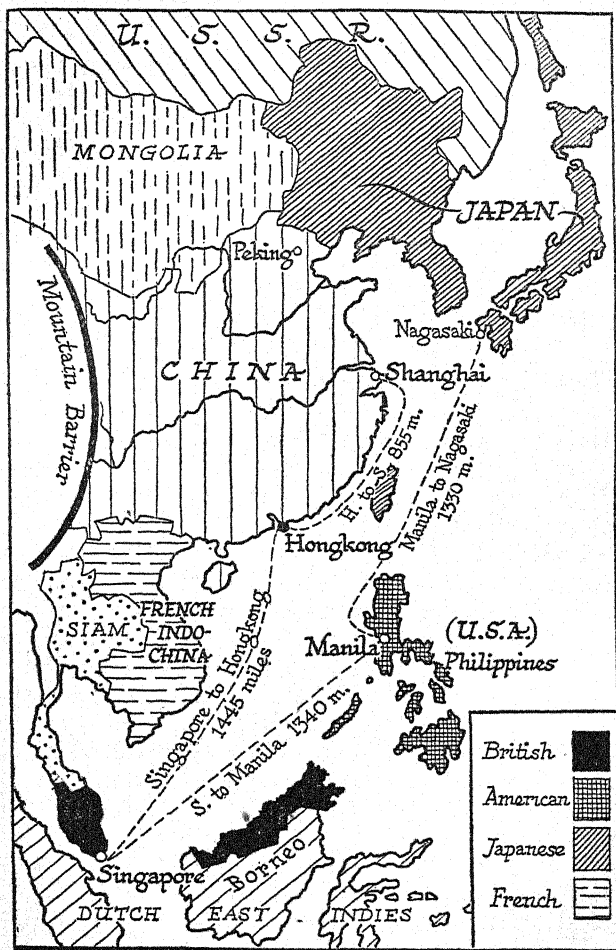 U. S. S. R.
MONGOLIA
JAPAN
Peking
Nagasaki
Mountain Barrier
CHINA
Shanghai
H. to S. 855 m.
Manila to Nagasaki
1330 m.
Hongkong
SIAM
FRENCH
INDO-
CHINA
Singapore to Hongkong
1445 miles
Manila
(U.S.A.)
Philippines
S. to Manila 1340 m.
Singapore
Borneo
DUTCH EAST INDIES
British
American
Japanese
French